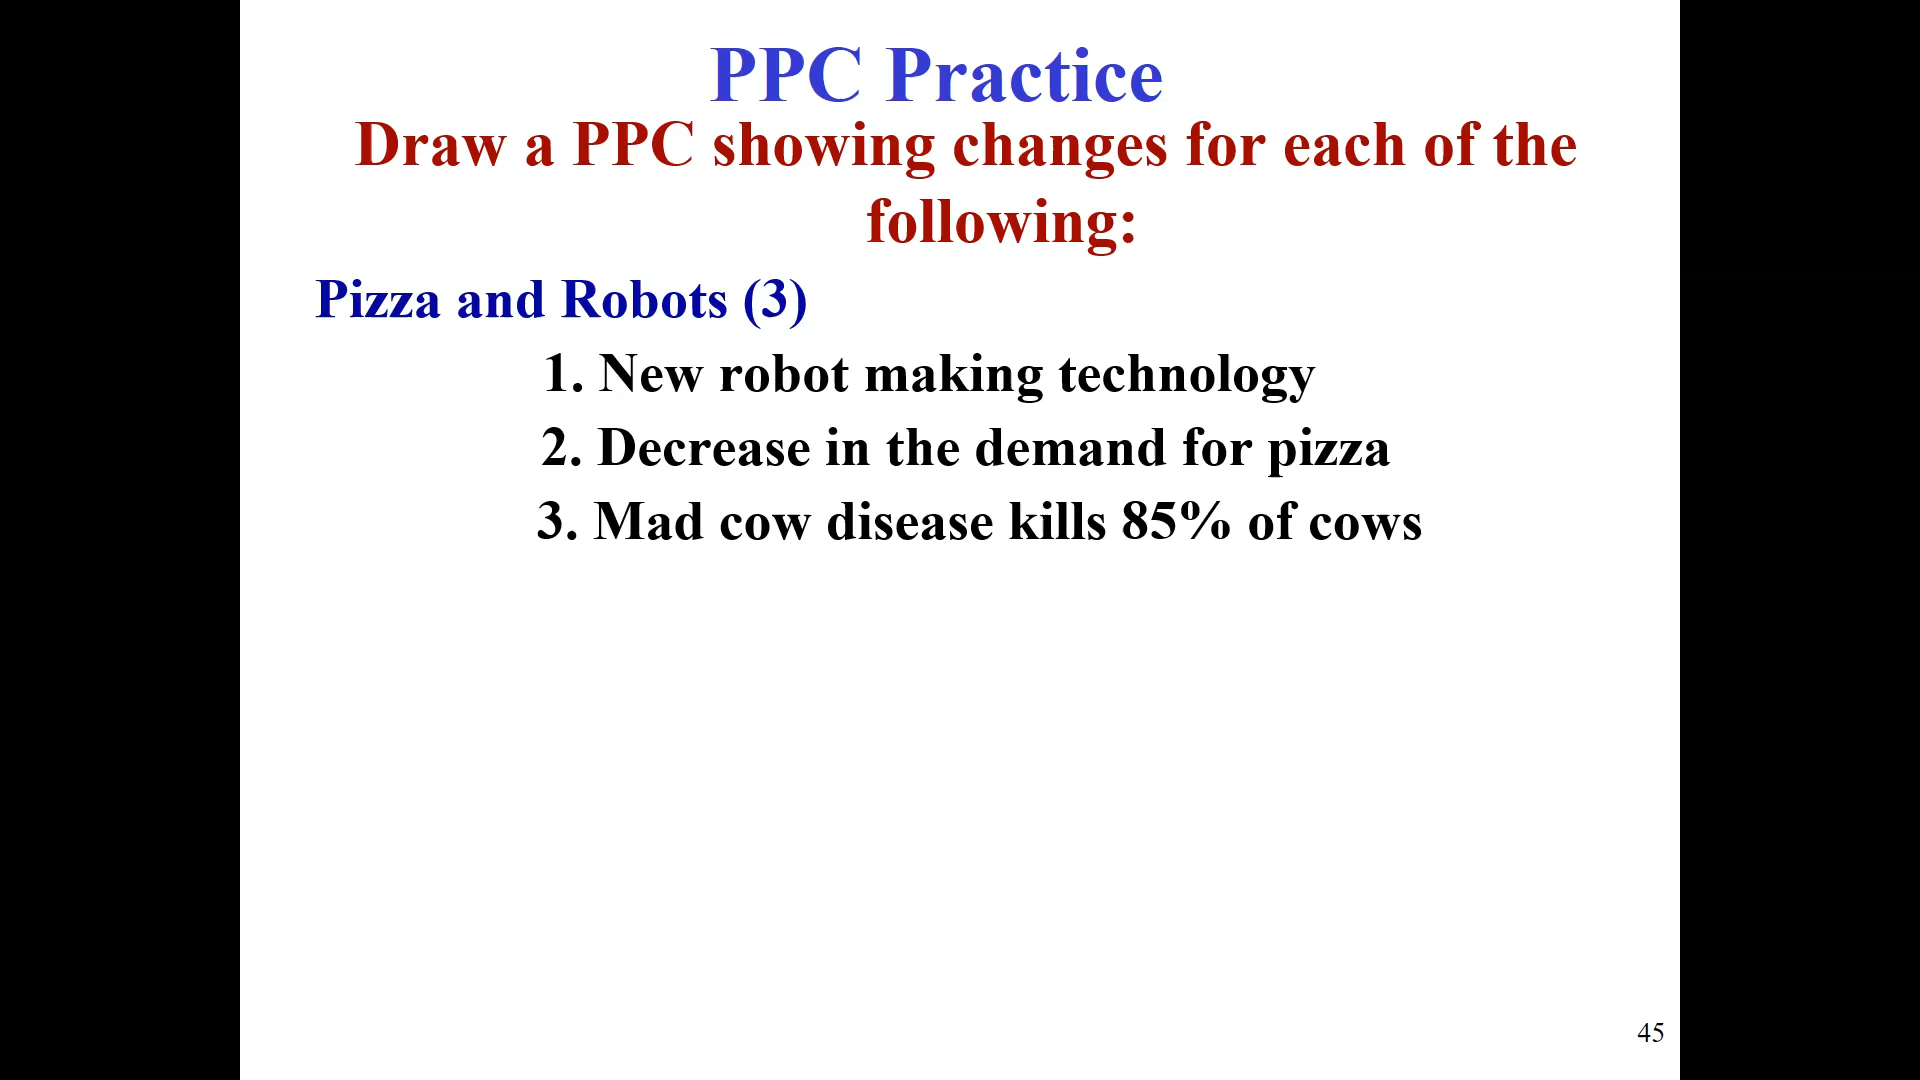 PPC Practice
Draw a PPC showing changes for each of the
following:
Pizza and Robots (3)
1. New robot making technology
2. Decrease in the demand for pizza
3. Mad cow disease kills 85% of cows
45